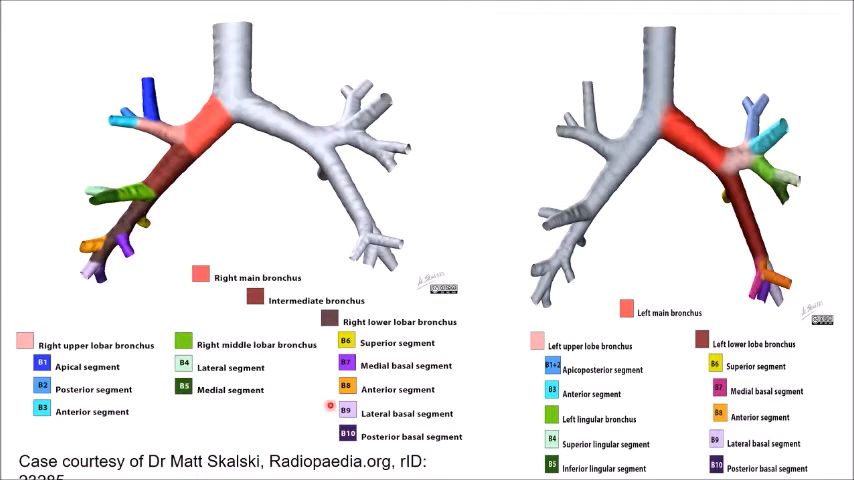 Right main bronchus
Intermediate bronchus
Right lower lobar bronchus
Right upper lobar bronchus
Right middle lobar bronchus
B1 Apical segment
B2 Posterior segment
B3 Anterior segment
B4 Lateral segment
B5 Medial segment
B6 Superior segment
B7 Medial basal segment
B8 Anterior segment
B9 Lateral basal segment
B10 Posterior basal segment
Left main bronchus
Left upper lobe bronchus
B1+2 Apicoposterior segment
B3 Anterior segment
Left lingular bronchus
B4 Superior lingular segment
B5 Inferior lingular segment
Left lower lobe bronchus
B6 Superior segment
B7 Medial basal segment
B8 Anterior segment
B9 Lateral basal segment
B10 Posterior basal segment
Case courtesy of Dr Matt Skalski, Radiopaedia.org, rID: